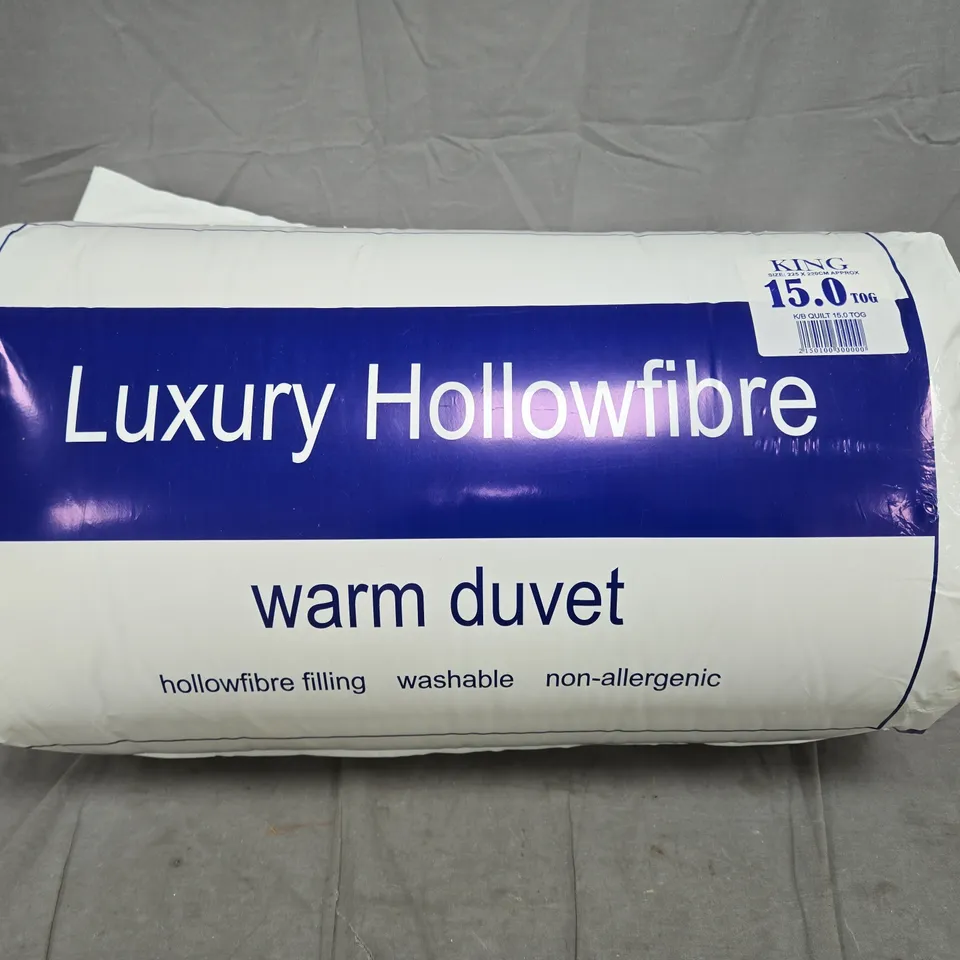 KING
SIZE: 225 X 220CM APPROX
15.0 TOG
K/B QUILT 15.0 TOG
2150100300000
Luxury Hollowfibre
warm duvet
hollowfibre filling washable non-allergenic